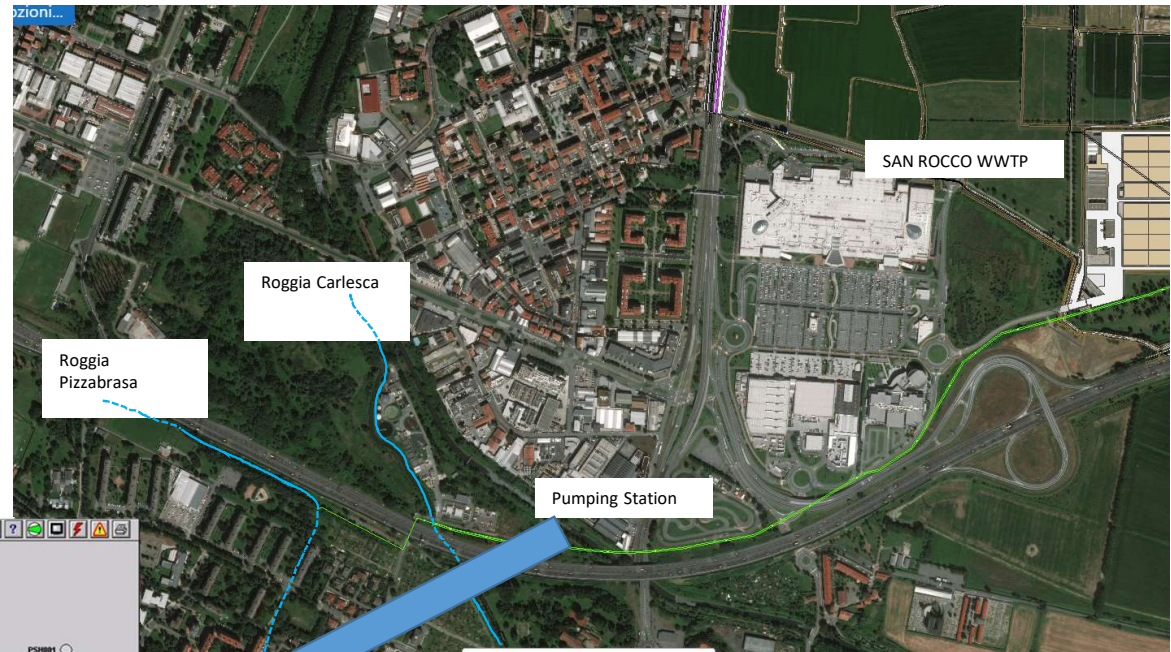 ozioni...
SAN ROCCO WWTP
Roggia Carlesca
Roggia
Pizzabrasa
Pumping Station
?
PSH001